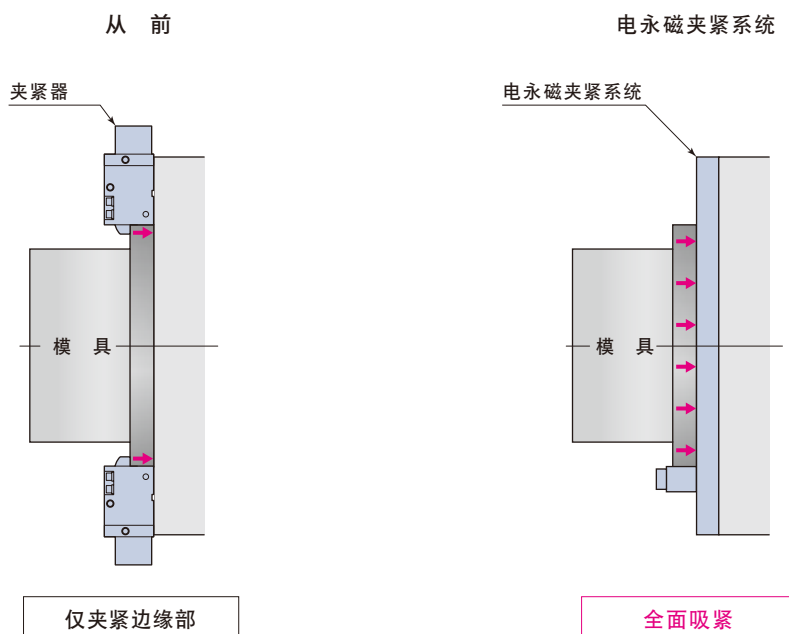 从 前
电永磁夹紧系统
夹紧器
电永磁夹紧系统
模 具
模 具
仅夹紧边缘部
全面吸紧